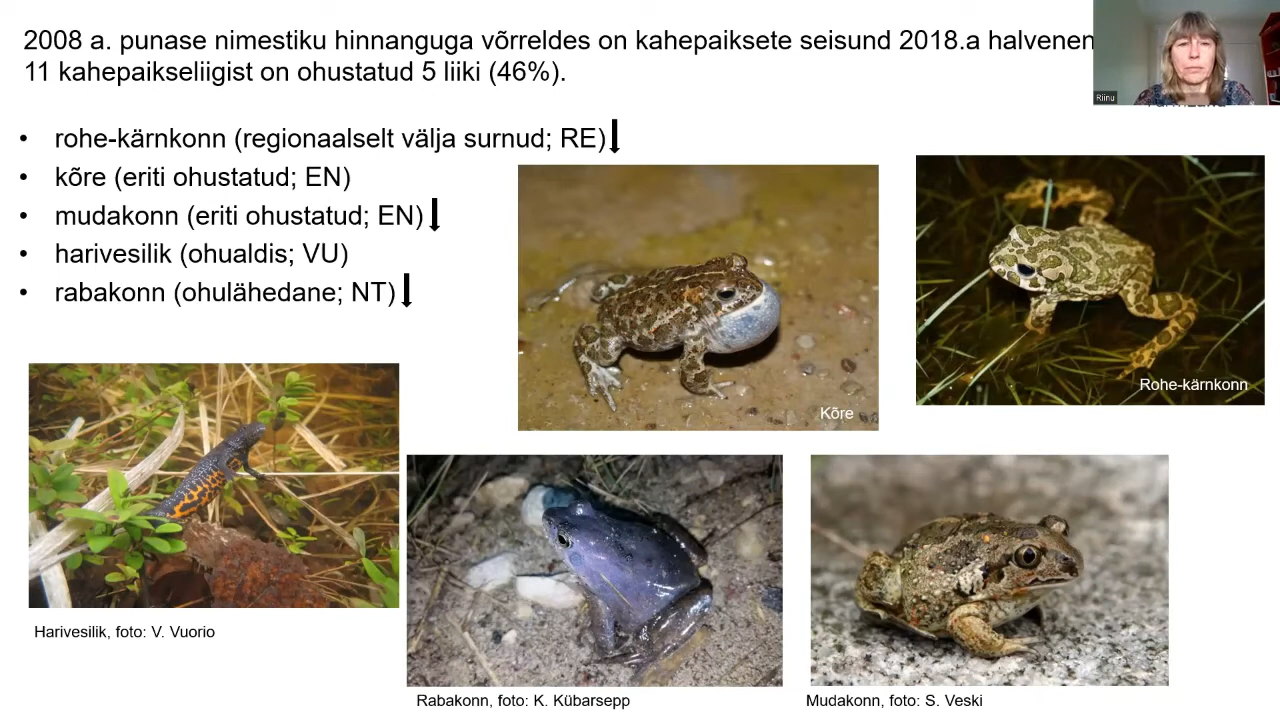 2008 a. punase nimestiku hinnanguga võrreldes on kahepaiksete seisund 2018.a halvenen
11 kahepaikseliigist on ohustatud 5 liiki (46%).
Riinu
• rohe-kärnkonn (regionaalselt välja surnud; RE)
• kõre (eriti ohustatud; EN)
• mudakonn (eriti ohustatud; EN)
• harivesilik (ohualdis; VU)
• rabakonn (ohulähedane; NT)
Rohe-kärnkonn
Kõre
Harivesilik, foto: V. Vuorio
Rabakonn, foto: K. Kübarsepp
Mudakonn, foto: S. Veski